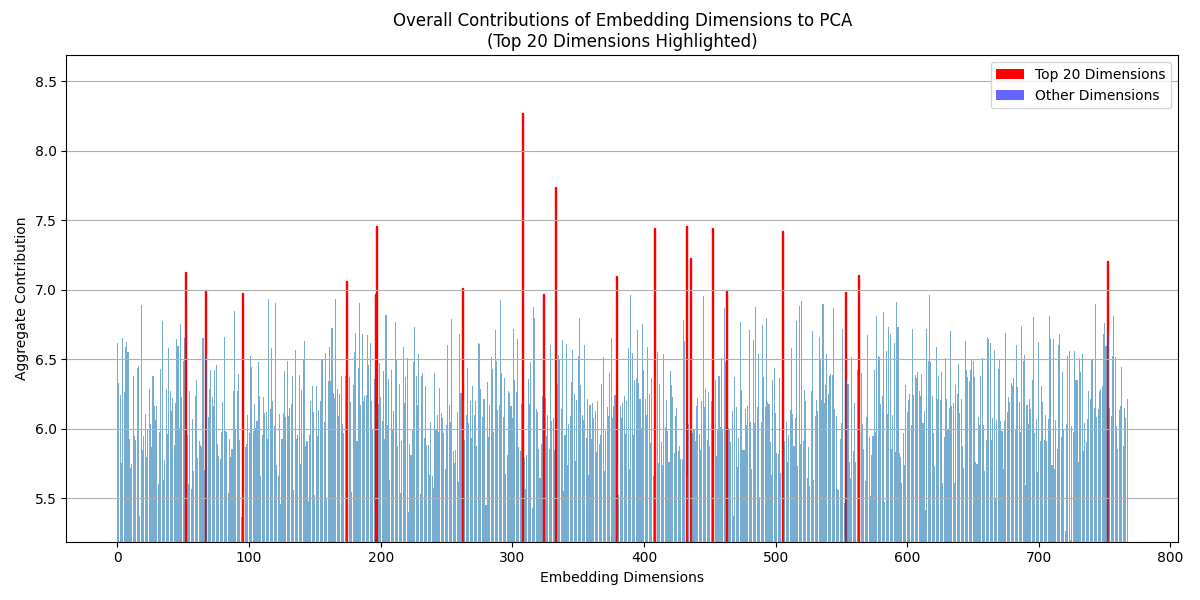 Overall Contributions of Embedding Dimensions to PCA
(Top 20 Dimensions Highlighted)
Top 20 Dimensions
Other Dimensions
Aggregate Contribution
8.5
8.0
7.5
7.0
6.5
6.0
5.5
0 100 200 300 400 500 600 700 800
Embedding Dimensions